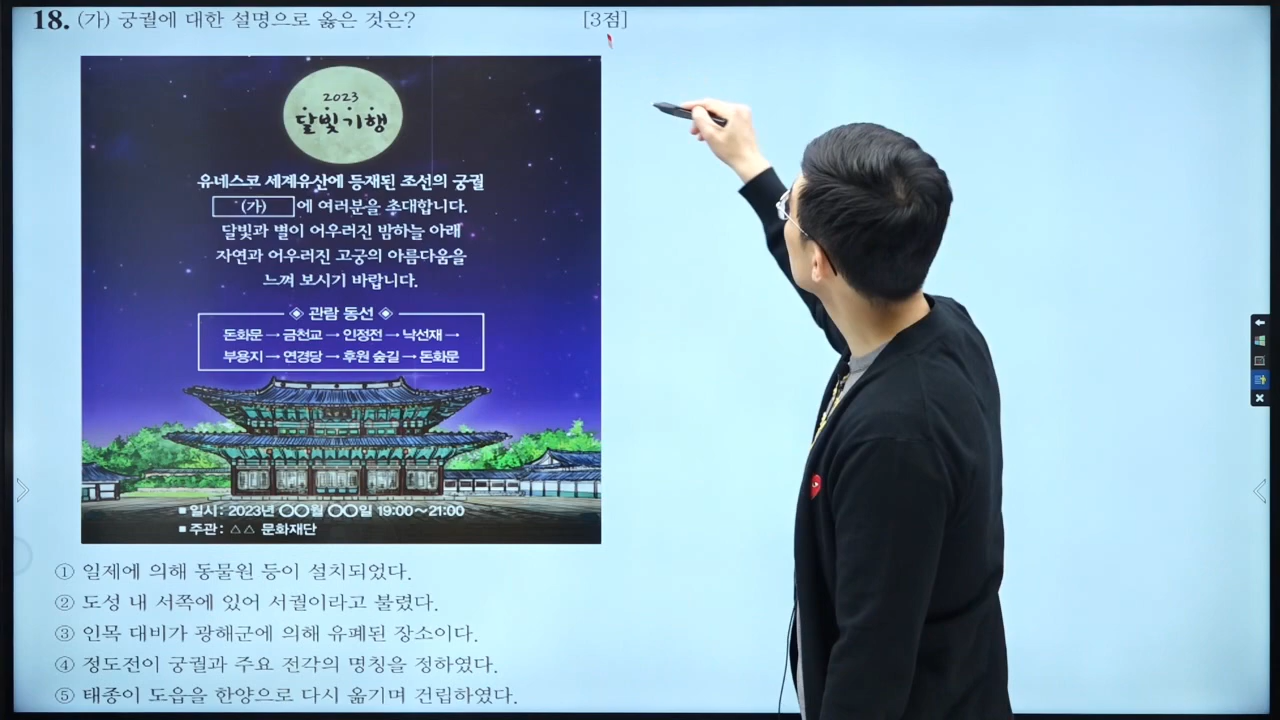 18. (가) 궁궐에 대한 설명으로 옳은 것은? [3점]
2023
달빛기행
유네스코 세계유산에 등재된 조선의 궁궐
(가) 에 여러분을 초대합니다.
달빛과 별이 어우러진 밤하늘 아래
자연과 어우러진 고궁의 아름다움을
느껴 보시기 바랍니다.
◈ 관람 동선 ◈
돈화문 → 금천교 → 인정전 → 낙선재 →
부용지 → 연경당 → 후원 숲길 → 돈화문
■ 일시 : 2023년 ○○월 ○○일 19:00~21:00
■ 주관 : △△ 문화재단
① 일제에 의해 동물원 등이 설치되었다.
② 도성 내 서쪽에 있어 서궐이라고 불렸다.
③ 인목 대비가 광해군에 의해 유폐된 장소이다.
④ 정도전이 궁궐과 주요 전각의 명칭을 정하였다.
⑤ 태종이 도읍을 한양으로 다시 옮기며 건립하였다.